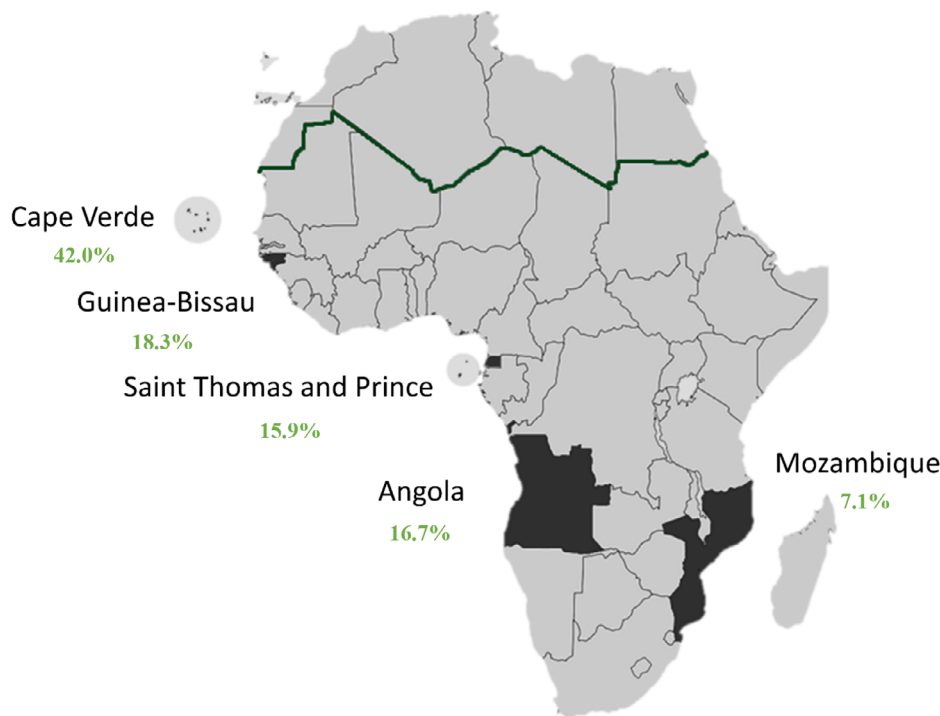 Cape Verde
42.0%
Guinea-Bissau
18.3%
Saint Thomas and Prince
15.9%
Angola
16.7%
Mozambique
7.1%